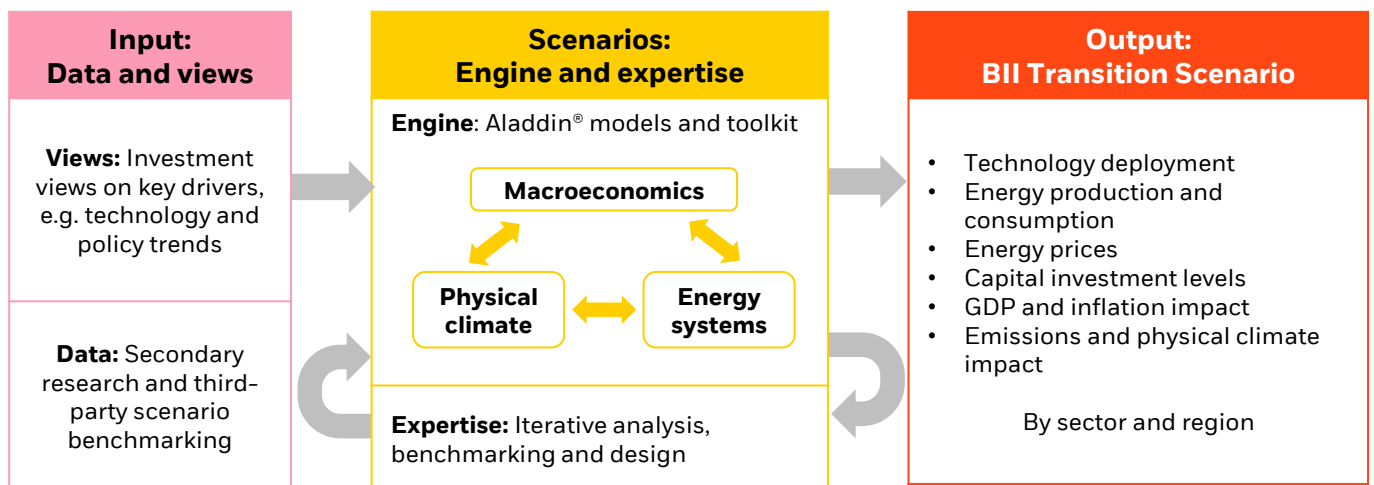 Input:
Data and views
Views: Investment
views on key drivers,
e.g. technology and
policy trends
Data: Secondary
research and third-
party scenario
benchmarking
Scenarios:
Engine and expertise
Engine: Aladdin® models and toolkit
Macroeconomics
Physical
climate
Energy
systems
Expertise: Iterative analysis,
benchmarking and design
Output:
BII Transition Scenario
• Technology deployment
• Energy production and
consumption
• Energy prices
• Capital investment levels
• GDP and inflation impact
• Emissions and physical climate
impact
By sector and region